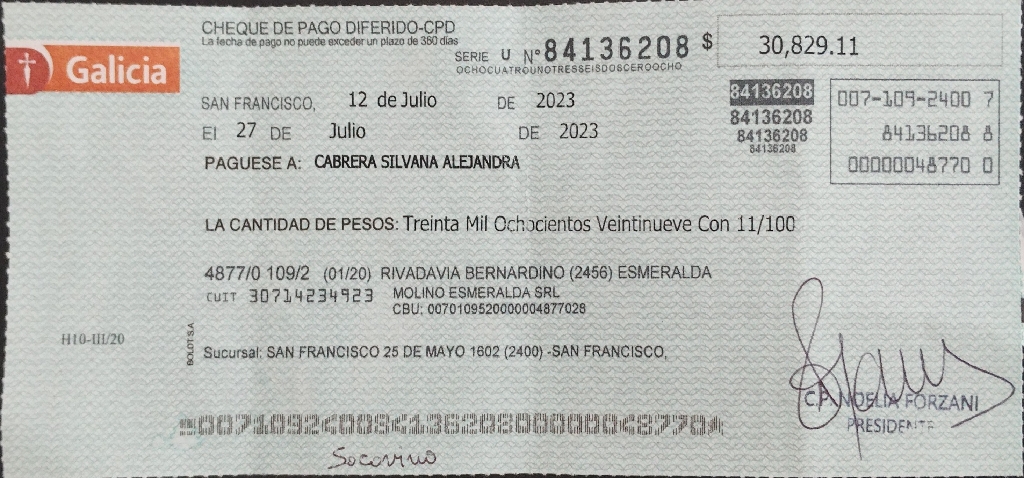 CHEQUE DE PAGO DIFERIDO-CPD
La fecha de pago no puede exceder un plazo de 360 días
Galicia
SERIE U Nº 84136208 $ 30,829.11
OCHOCUATROUNOTRESSEISDOSCEROOCHO
SAN FRANCISCO, 12 de Julio DE 2023
El 27 DE Julio DE 2023
PAGUESE A: CABRERA SILVANA ALEJANDRA
84136208
84136208
84136208
84136208
007-109-2400 7
84136208 8
00000048770 0
LA CANTIDAD DE PESOS: Treinta Mil Ochocientos Veintinueve Con 11/100
4877/0 109/2 (01/20) RIVADAVIA BERNARDINO (2456) ESMERALDA
CUIT 30714234923 MOLINO ESMERALDA SRL
CBU: 0070109520000004877028
H10-III/20
BOLDT S.A
Sucursal: SAN FRANCISCO 25 DE MAYO 1602 (2400) -SAN FRANCISCO,
C.P. NOELIA FORZANI
PRESIDENTE
007109240084136208000000487704